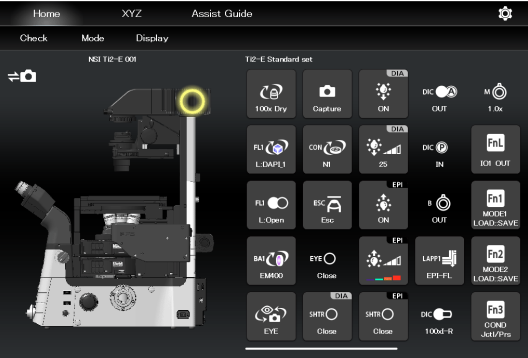 Home XYZ Assist Guide
Check Mode Display
NSI Ti2-E 001
Ti2-E Standard set
100x Dry
Capture
DIA
ON
DIC A
OUT
M
1.0x
FL1
L:DAPI_1
CON
N1
DIA
25
DIC P
IN
FnL
IO1 OUT
FL1
L:Open
ESC
Esc
EPI
ON
B
OUT
Fn1
MODE1
LOAD::SAVE
BA1
EM400
EYE
Close
EPI
LAPP1
EPI-FL
Fn2
MODE2
LOAD::SAVE
EYE
DIA
SHTR
Close
EPI
SHTR
Close
DIC
100xI-R
Fn3
COND
Jctl/Prs